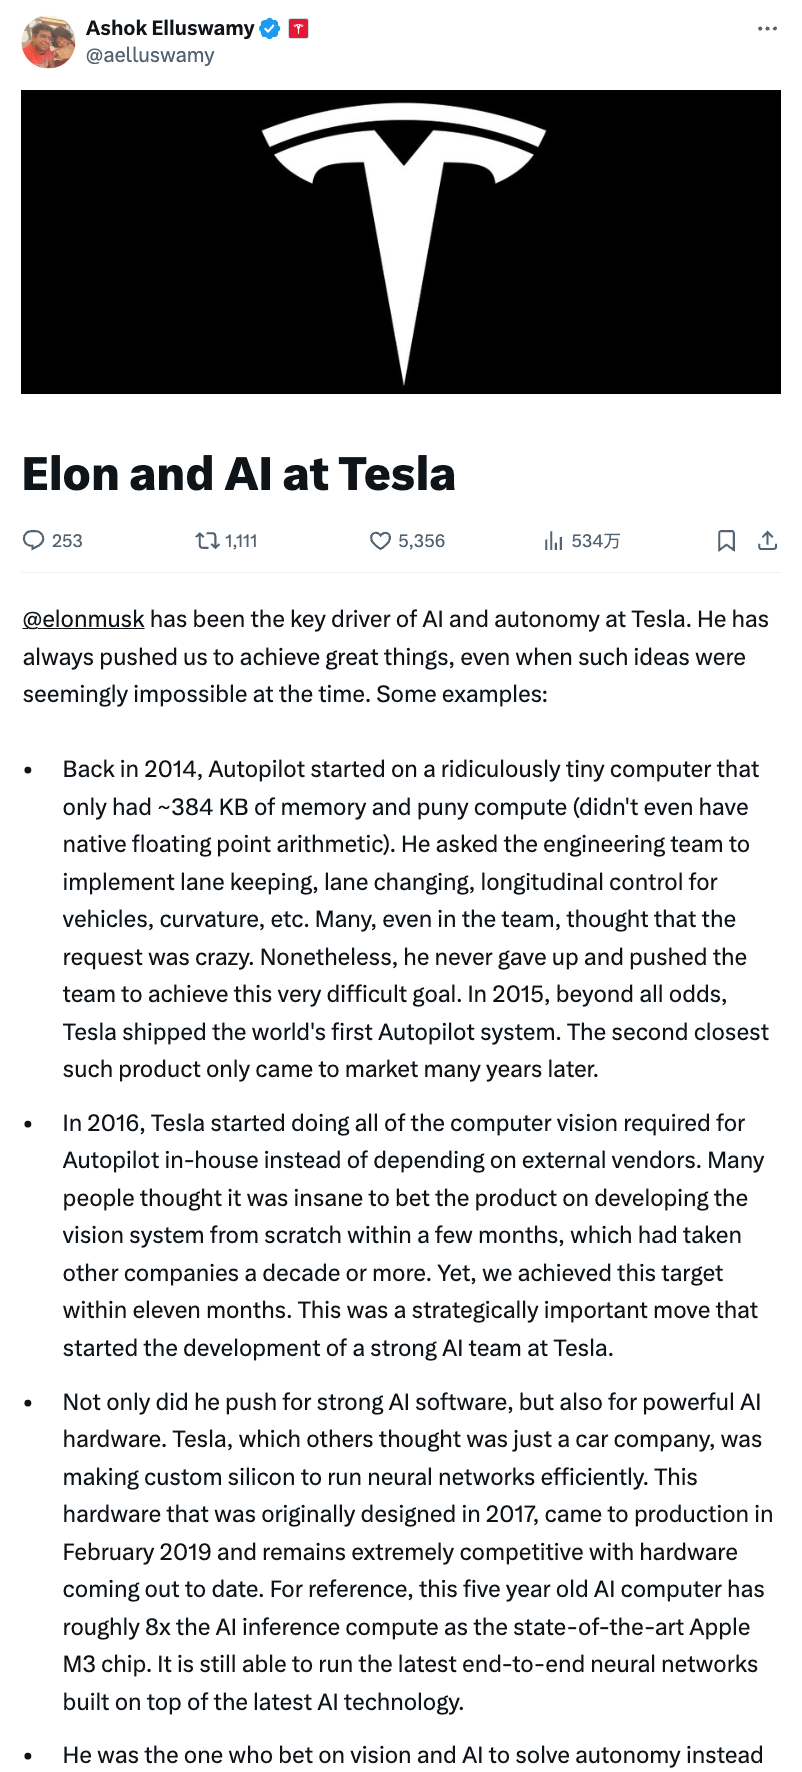 Ashok Elluswamy
@aelluswamy
Elon and AI at Tesla
253 1,111 5,356 534万
@elonmusk has been the key driver of AI and autonomy at Tesla. He has
always pushed us to achieve great things, even when such ideas were
seemingly impossible at the time. Some examples:
• Back in 2014, Autopilot started on a ridiculously tiny computer that
only had ~384 KB of memory and puny compute (didn't even have
native floating point arithmetic). He asked the engineering team to
implement lane keeping, lane changing, longitudinal control for
vehicles, curvature, etc. Many, even in the team, thought that the
request was crazy. Nonetheless, he never gave up and pushed the
team to achieve this very difficult goal. In 2015, beyond all odds,
Tesla shipped the world's first Autopilot system. The second closest
such product only came to market many years later.
• In 2016, Tesla started doing all of the computer vision required for
Autopilot in-house instead of depending on external vendors. Many
people thought it was insane to bet the product on developing the
vision system from scratch within a few months, which had taken
other companies a decade or more. Yet, we achieved this target
within eleven months. This was a strategically important move that
started the development of a strong AI team at Tesla.
• Not only did he push for strong AI software, but also for powerful AI
hardware. Tesla, which others thought was just a car company, was
making custom silicon to run neural networks efficiently. This
hardware that was originally designed in 2017, came to production in
February 2019 and remains extremely competitive with hardware
coming out to date. For reference, this five year old AI computer has
roughly 8x the AI inference compute as the state-of-the-art Apple
M3 chip. It is still able to run the latest end-to-end neural networks
built on top of the latest AI technology.
• He was the one who bet on vision and AI to solve autonomy instead